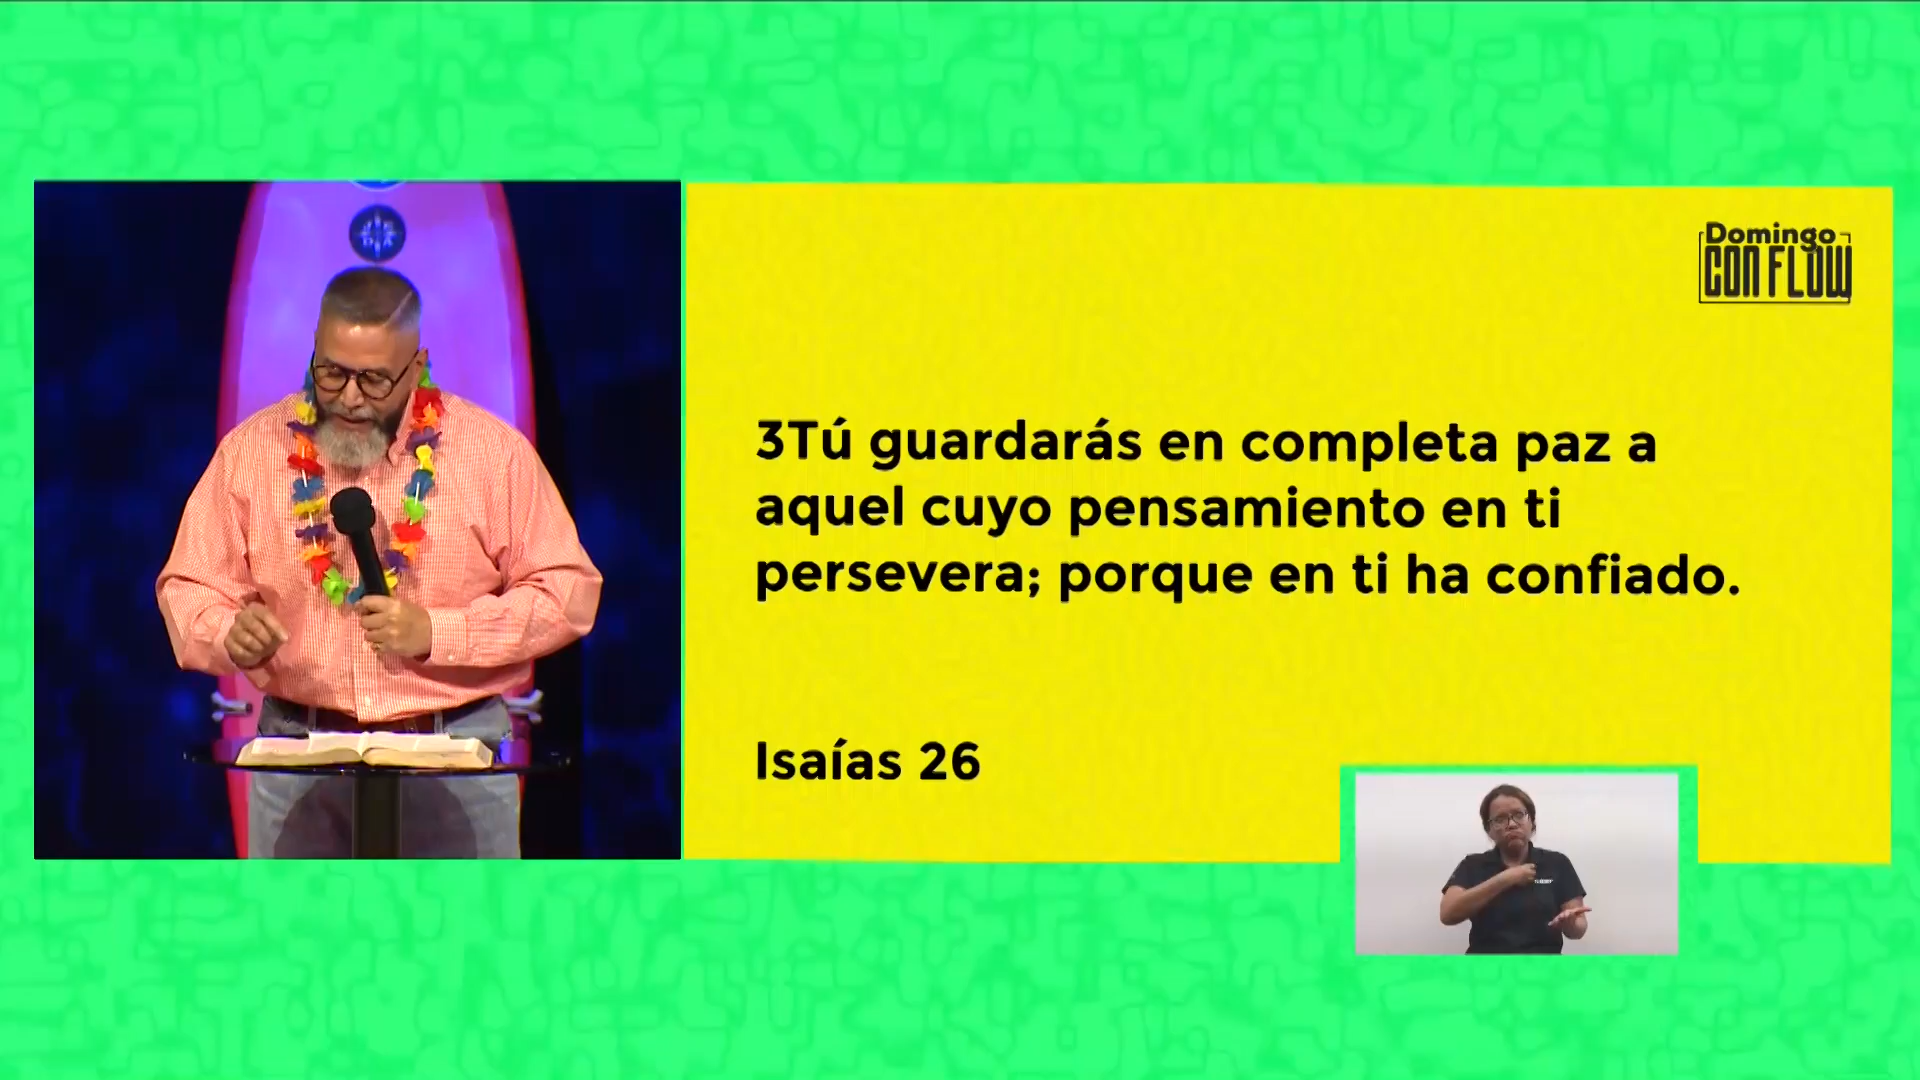 Domingo
CON FLOW
3Tú guardarás en completa paz a
aquel cuyo pensamiento en ti
persevera; porque en ti ha confiado.
Isaías 26